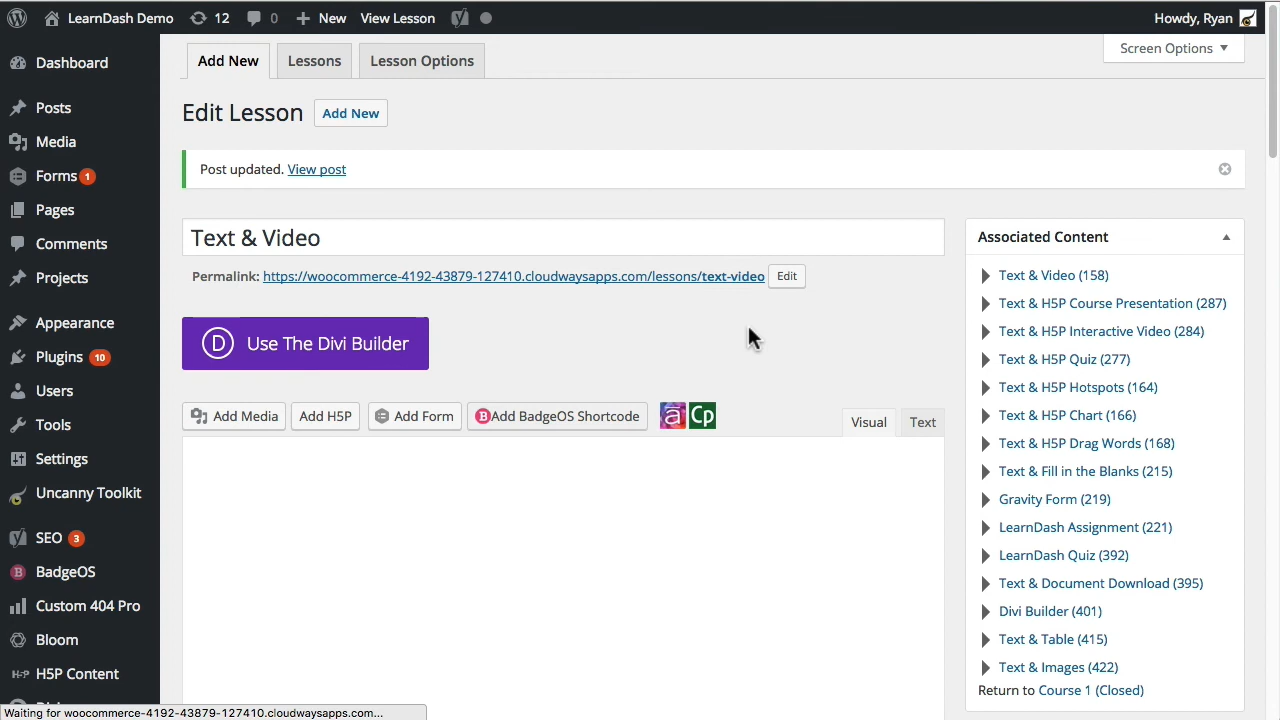 LearnDash Demo 12 0 New View Lesson Howdy, Ryan
Dashboard
Posts
Media
Forms 1
Pages
Comments
Projects
Appearance
Plugins 10
Users
Tools
Settings
Uncanny Toolkit
SEO 3
BadgeOS
Custom 404 Pro
Bloom
H-P H5P Content
Add New Lessons Lesson Options Screen Options
Edit Lesson Add New
Post updated. View post
Text & Video
Permalink: https://woocommerce-4192-43879-127410.cloudwaysapps.com/lessons/text-video Edit
D Use The Divi Builder
Add Media Add H5P Add Form B Add BadgeOS Shortcode a Cp Visual Text
Associated Content
Text & Video (158)
Text & H5P Course Presentation (287)
Text & H5P Interactive Video (284)
Text & H5P Quiz (277)
Text & H5P Hotspots (164)
Text & H5P Chart (166)
Text & H5P Drag Words (168)
Text & Fill in the Blanks (215)
Gravity Form (219)
LearnDash Assignment (221)
LearnDash Quiz (392)
Text & Document Download (395)
Divi Builder (401)
Text & Table (415)
Text & Images (422)
Return to Course 1 (Closed)
Waiting for woocommerce-4192-43879-127410.cloudwaysapps.com...